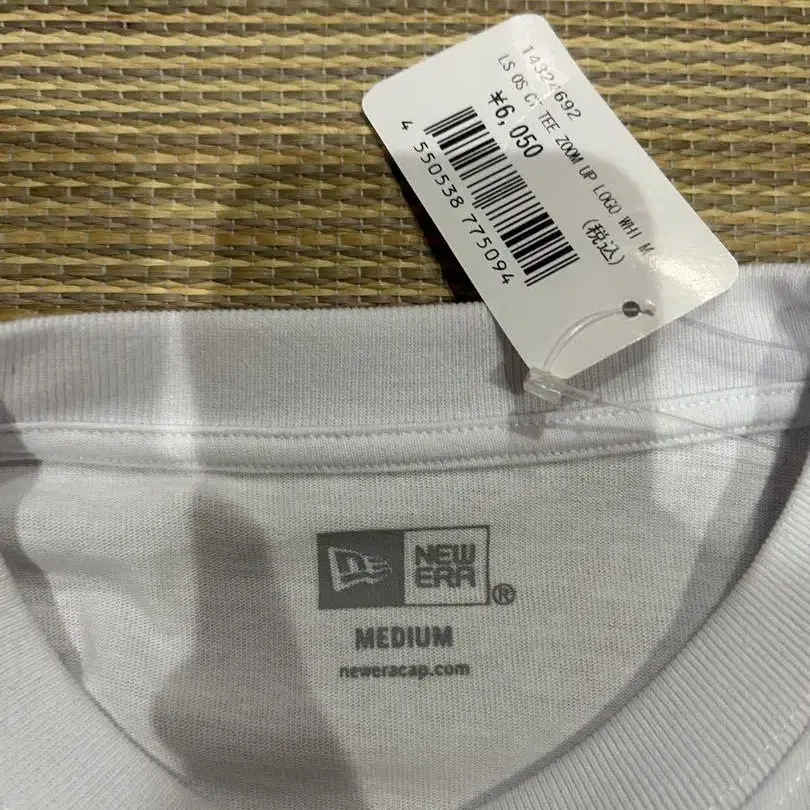 14324692
LS OS CT TEE ZOOM UP LOGO WHI M
¥6,050
(税込)
4 550538 775094
NEW
ERA
®
MEDIUM
neweracap.com